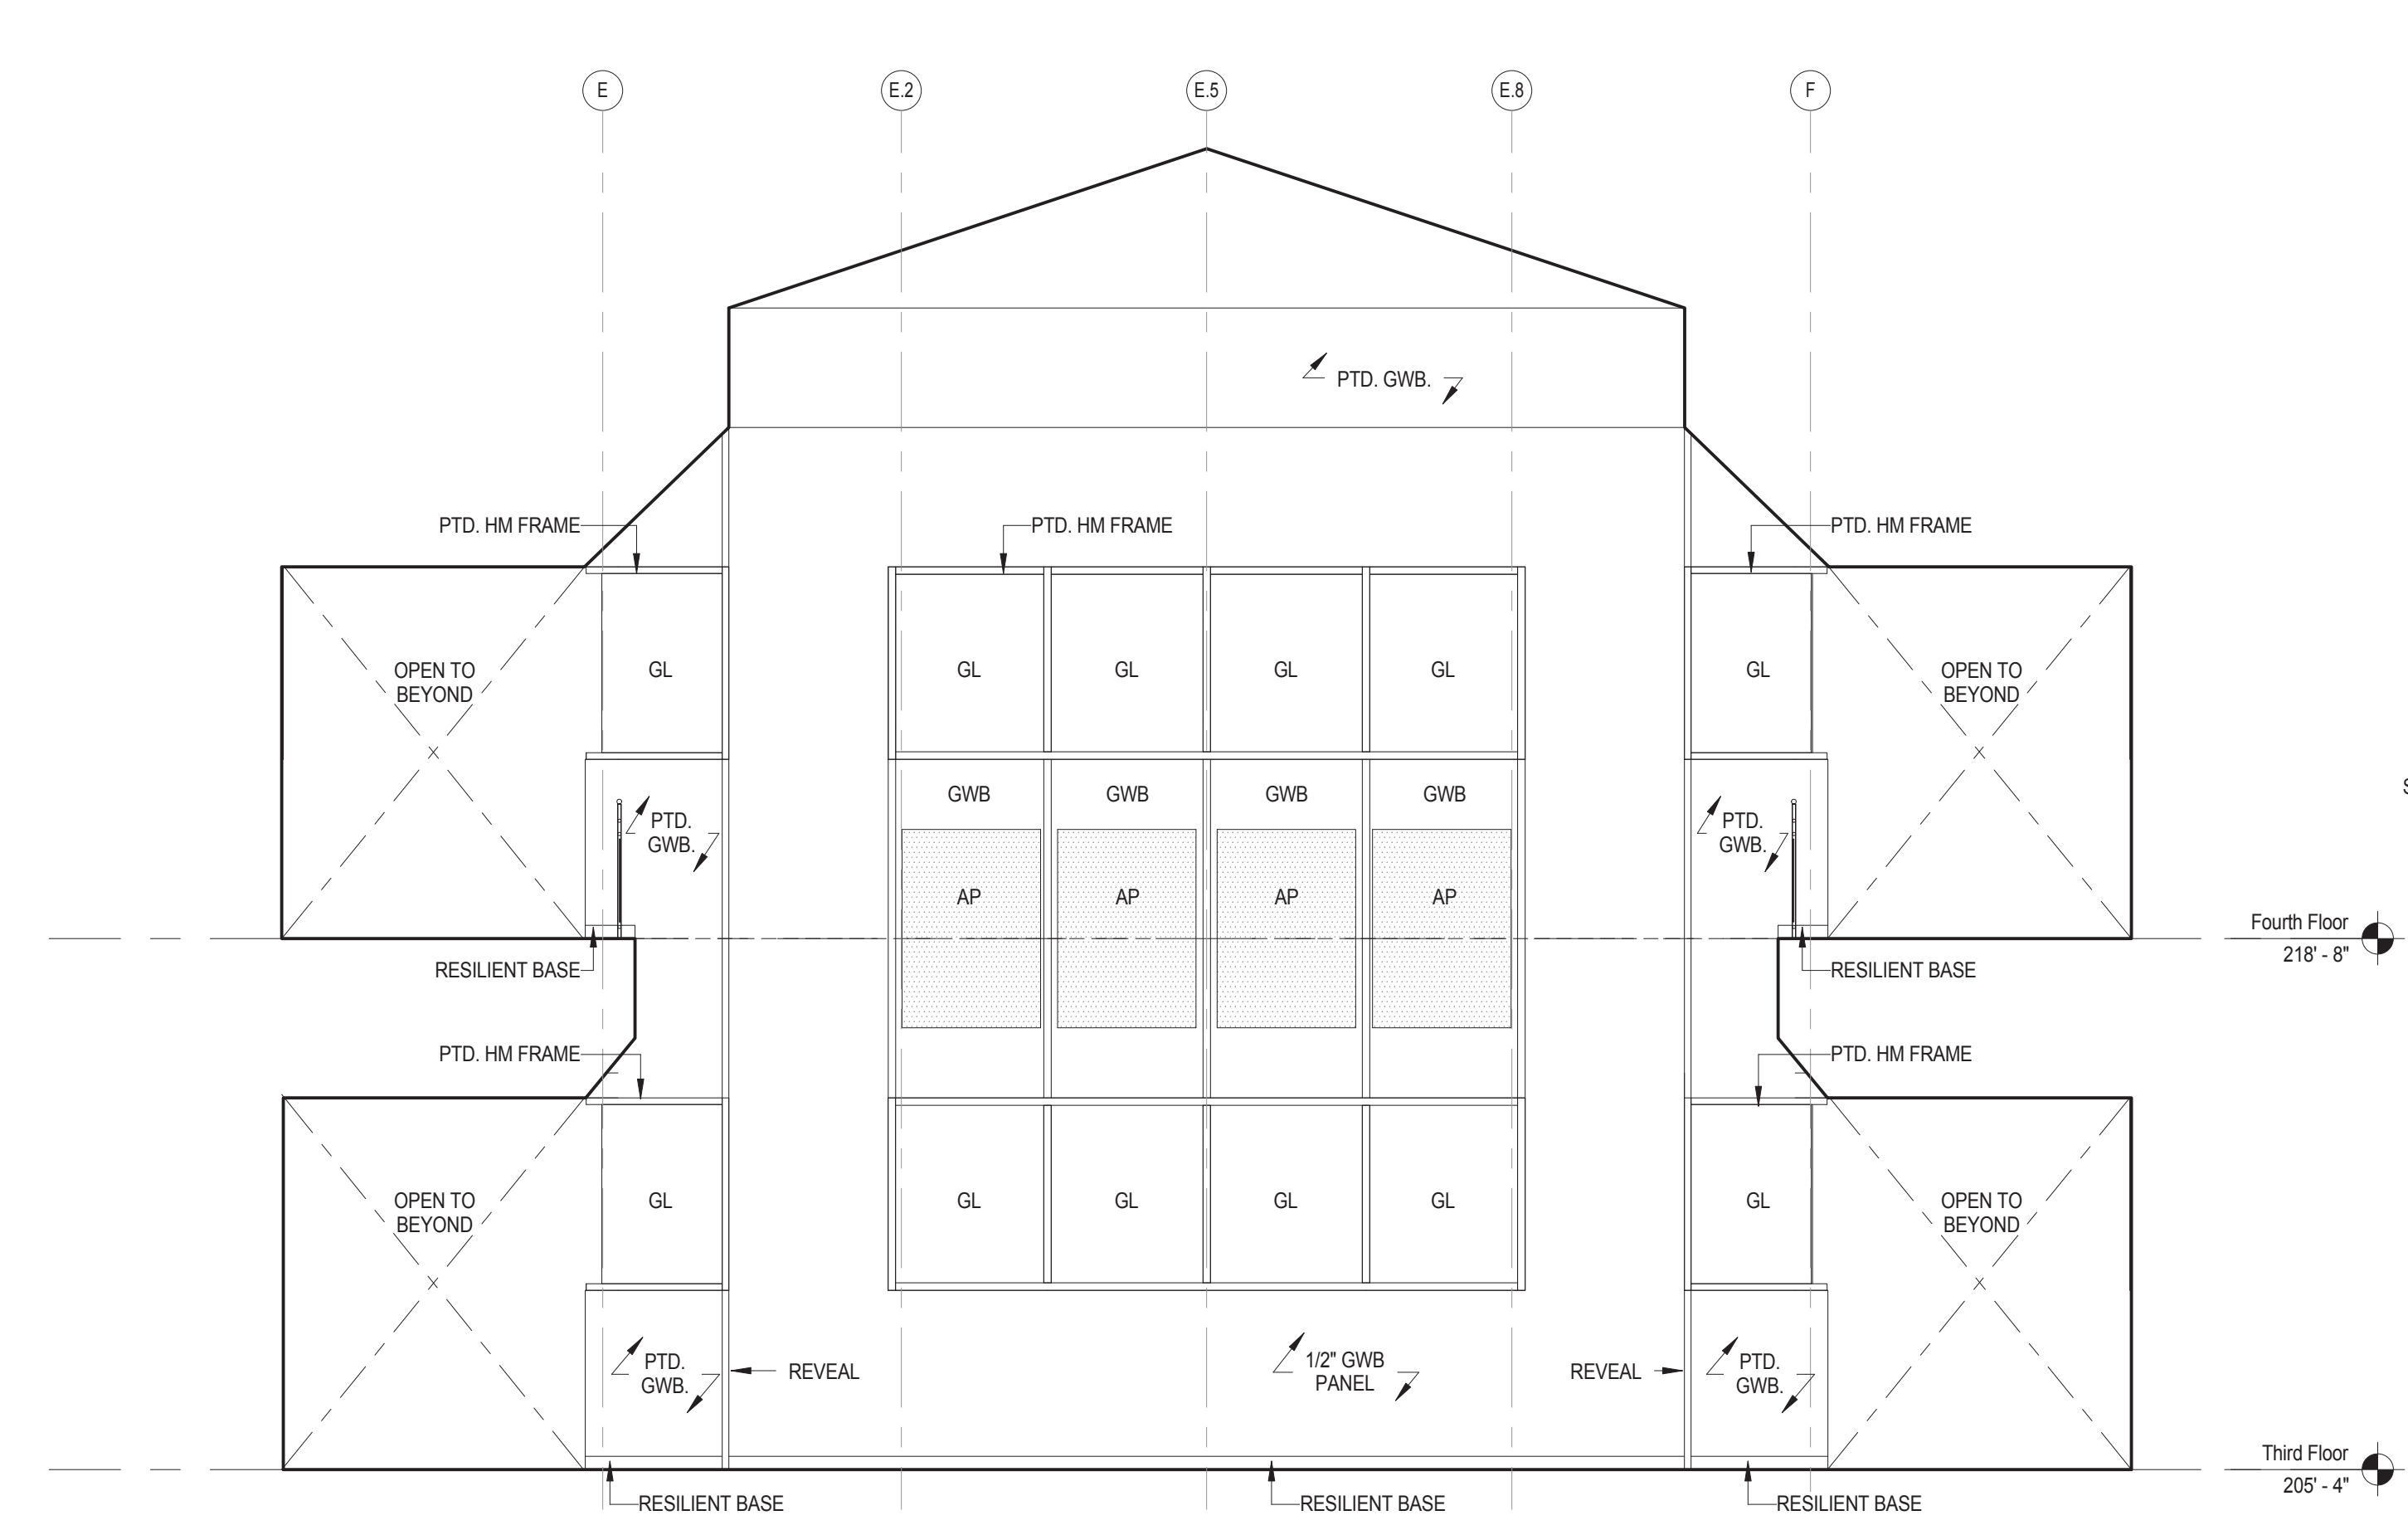 E
E.2
E.5
E.8
F
PTD. GWB.
PTD. HM FRAME
PTD. HM FRAME
PTD. HM FRAME
OPEN TO
BEYOND
GL
GL
GL
GL
GL
GL
OPEN TO
BEYOND
GWB
GWB
GWB
GWB
S
PTD.
GWB.
PTD.
GWB.
AP
AP
AP
AP
Fourth Floor
218' - 8"
RESILIENT BASE
RESILIENT BASE
PTD. HM FRAME
PTD. HM FRAME
OPEN TO
BEYOND
GL
GL
GL
GL
GL
GL
OPEN TO
BEYOND
PTD.
GWB.
REVEAL
1/2" GWB
PANEL
REVEAL
PTD.
GWB.
Third Floor
205' - 4"
RESILIENT BASE
RESILIENT BASE
RESILIENT BASE